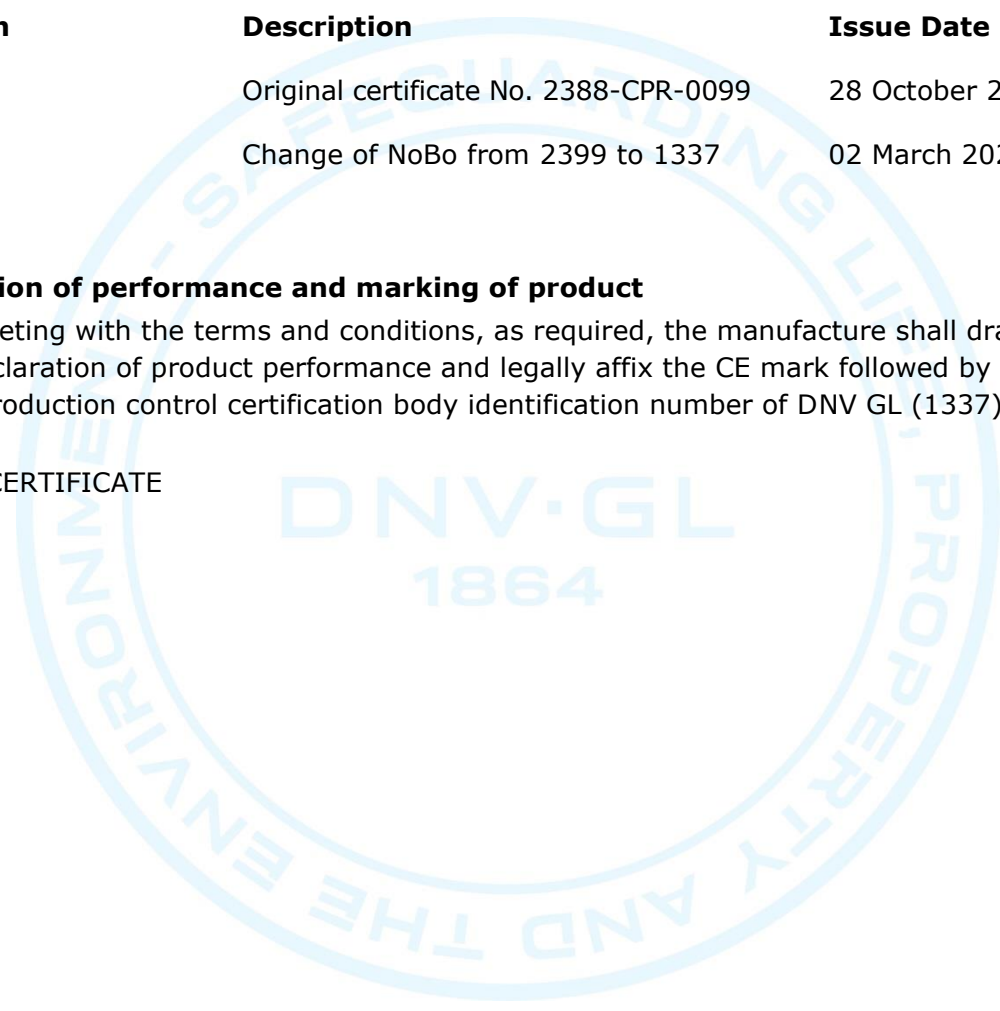 n Description Issue Date
Original certificate No. 2388-CPR-0099 28 October 2
Change of NoBo from 2399 to 1337 02 March 202
ion of performance and marking of product
eting with the terms and conditions, as required, the manufacture shall dra
claration of product performance and legally affix the CE mark followed by
roduction control certification body identification number of DNV GL (1337)
CERTIFICATE
DNV·GL
1864
SAFEGUARDING LIFE, PROPERTY AND THE ENVIRONMENT -